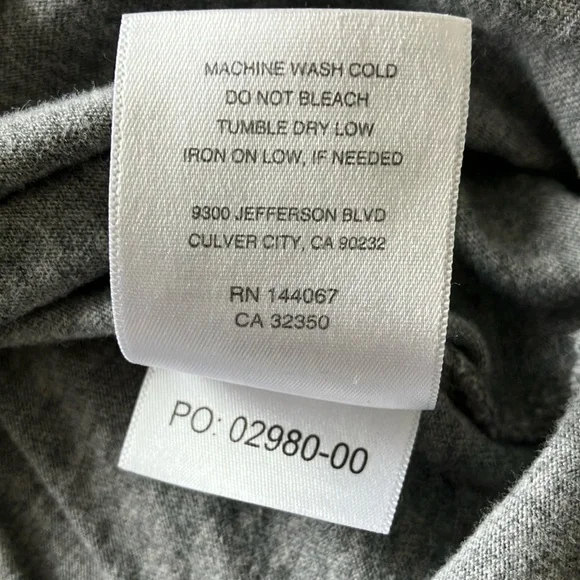 MACHINE WASH COLD
DO NOT BLEACH
TUMBLE DRY LOW
IRON ON LOW, IF NEEDED
9300 JEFFERSON BLVD
CULVER CITY, CA 90232
RN 144067
CA 32350
PO: 02980-00